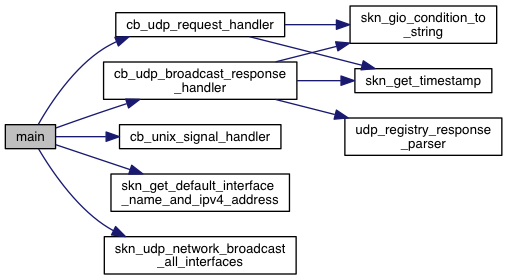 main
cb_udp_request_handler
cb_udp_broadcast_response
_handler
cb_unix_signal_handler
skn_get_default_interface
_name_and_ipv4_address
skn_udp_network_broadcast
_all_interfaces
skn_gio_condition_to
_string
skn_get_timestamp
udp_registry_response
_parser